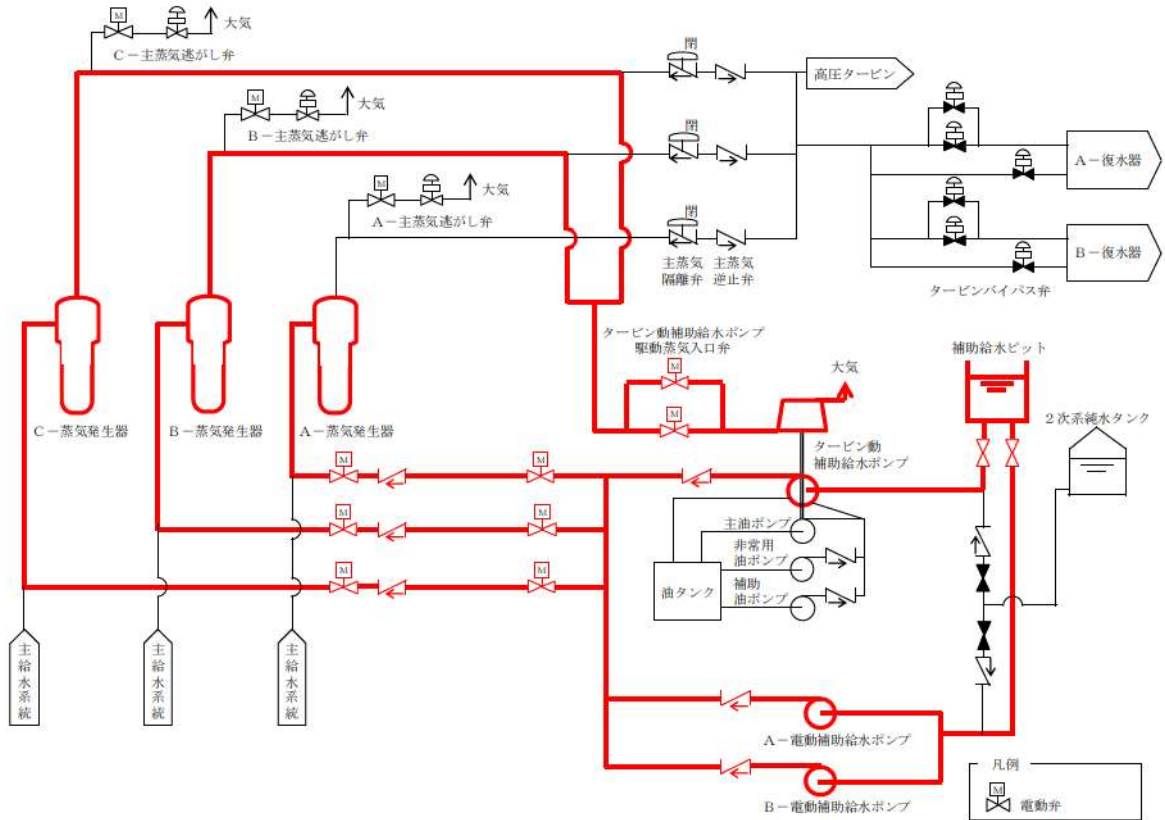 大気
M
C－主蒸気逃がし弁
閉
高圧タービン
大気
M
B－主蒸気逃がし弁
閉
A－復水器
大気
M
A－主蒸気逃がし弁
閉
B－復水器
主蒸気
隔離弁
主蒸気
逆止弁
タービンバイパス弁
タービン動補助給水ポンプ
駆動蒸気入口弁
M
M
大気
補助給水ピット
2次系純水タンク
C－蒸気発生器
B－蒸気発生器
A－蒸気発生器
タービン動
補助給水ポンプ
M
M
M
M
M
M
主油ポンプ
非常用
油ポンプ
補助
油ポンプ
油タンク
主給水系統
主給水系統
主給水系統
A－電動補助給水ポンプ
B－電動補助給水ポンプ
凡例
M
電動弁